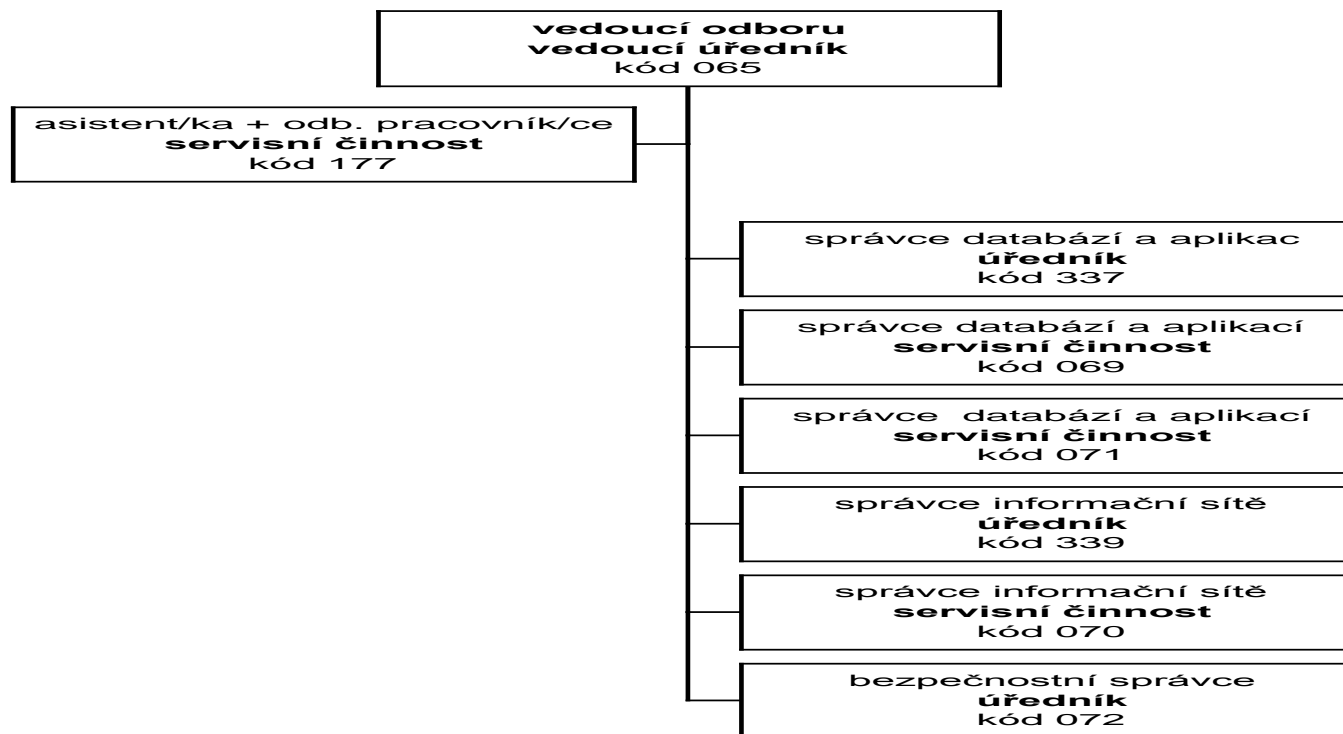 vedoucí odboru
vedoucí úředník
kód 065
asistent/ka + odb. pracovník/ce
servisní činnost
kód 177
správce databází a aplikac
úředník
kód 337
správce databází a aplikací
servisní činnost
kód 069
správce  databází a aplikací
servisní činnost
kód 071
správce informační sítě
úředník
kód 339
správce informační sítě
servisní činnost
kód 070
bezpečnostní správce
úředník
kód 072